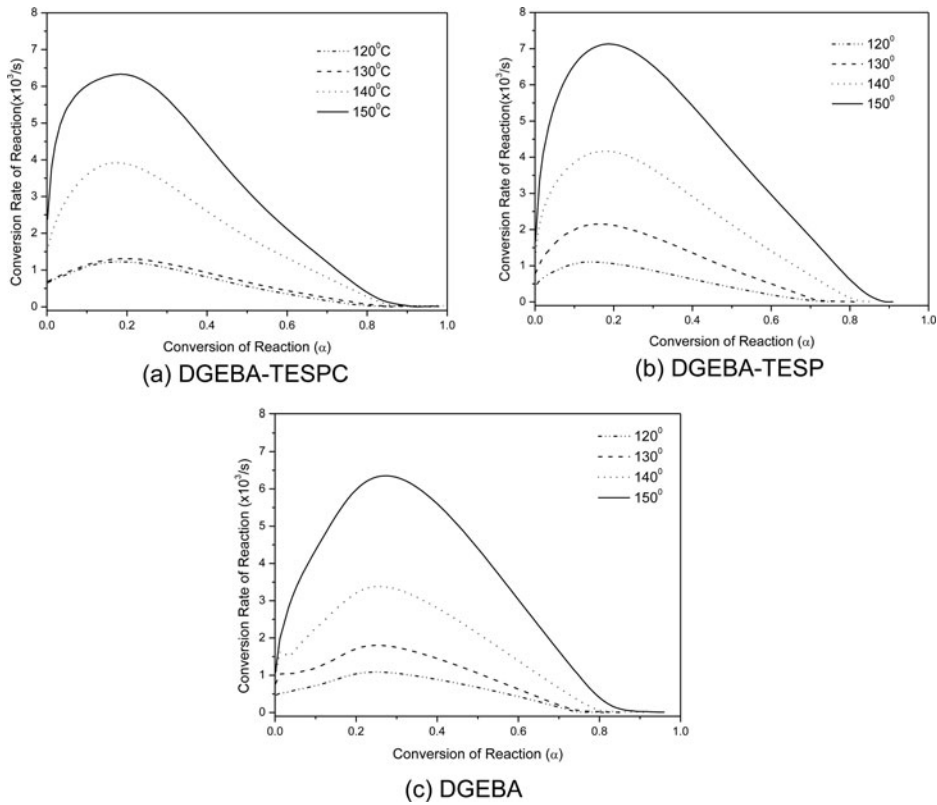 8
7
6
5
4
3
2
1
0
Conversion Rate of Reaction(x10³/s)
120⁰C
130⁰C
140⁰C
150⁰C
0.0 0.2 0.4 0.6 0.8 1.0
Conversion of Reaction (α)
(a) DGEBA-TESPC
8
7
6
5
4
3
2
1
0
Conversion Rate of Reaction(x10³/s)
120⁰
130⁰
140⁰
150⁰
0.0 0.2 0.4 0.6 0.8 1.0
Conversion of Reaction (α)
(b) DGEBA-TESP
8
7
6
5
4
3
2
1
0
Conversion Rate of Reaction (x10³/s)
120⁰
130⁰
140⁰
150⁰
0.0 0.2 0.4 0.6 0.8 1.0
Conversion of Reaction (α)
(c) DGEBA